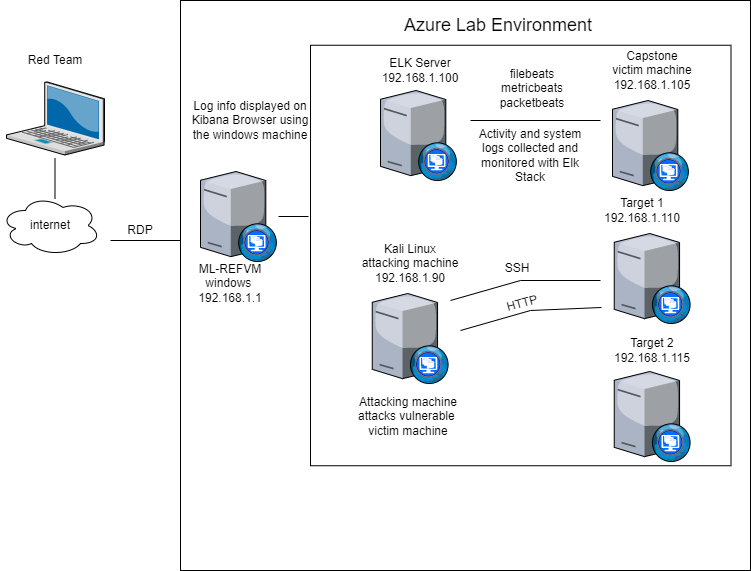 Azure Lab Environment
Red Team
internet
RDP
Log info displayed on
Kibana Browser using
the windows machine
ML-REFVM
windows
192.168.1.1
ELK Server
192.168.1.100
filebeats
metricbeats
packetbeats
Activity and system
logs collected and
monitored with Elk
Stack
Capstone
victim machine
192.168.1.105
Target 1
192.168.1.110
Kali Linux
attacking machine
192.168.1.90
SSH
HTTP
Attacking machine
attacks vulnerable
victim machine
Target 2
192.168.1.115